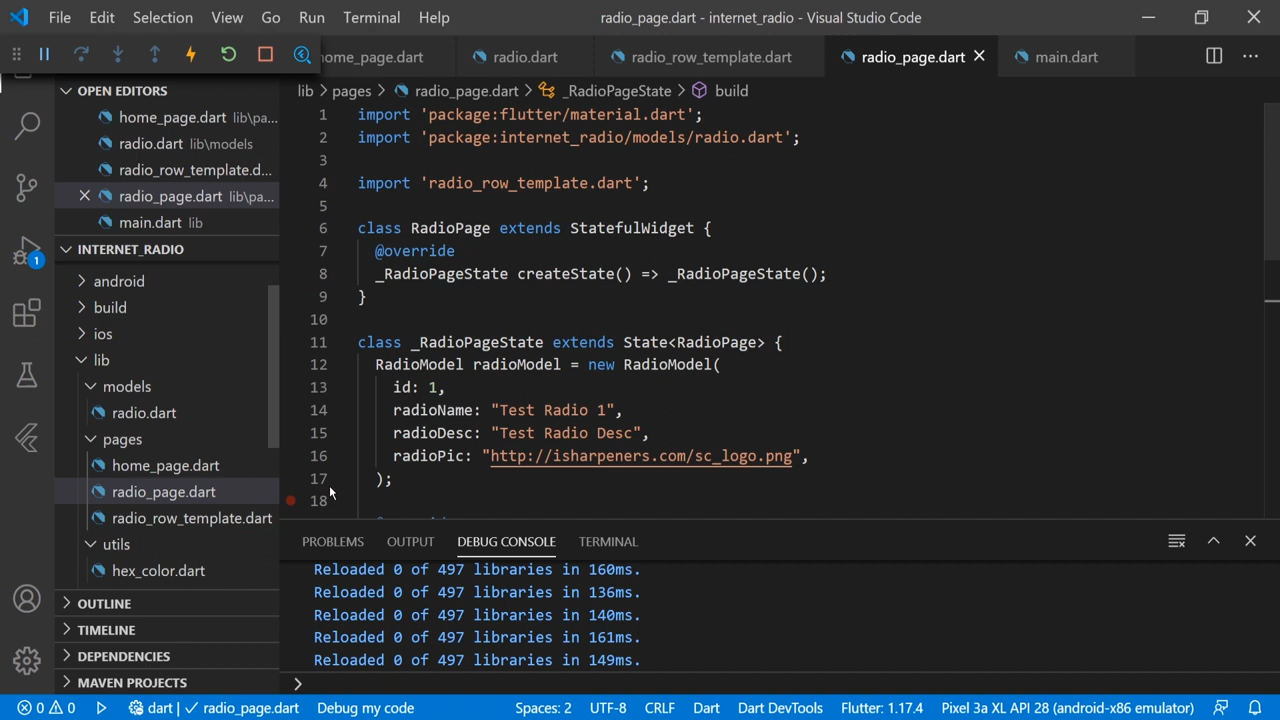 File Edit Selection View Go Run Terminal Help
radio_page.dart - internet_radio - Visual Studio Code
ome_page.dart
radio.dart
radio_row_template.dart
radio_page.dart
main.dart
lib > pages > radio_page.dart > _RadioPageState > build
OPEN EDITORS
home_page.dart lib\pa...
radio.dart lib\models
radio_row_template.d...
radio_page.dart lib\pa...
main.dart lib
INTERNET_RADIO
android
build
ios
lib
models
radio.dart
pages
home_page.dart
radio_page.dart
radio_row_template.dart
utils
hex_color.dart
OUTLINE
TIMELINE
DEPENDENCIES
MAVEN PROJECTS
1
1 import 'package:flutter/material.dart';
2 import 'package:internet_radio/models/radio.dart';
3
4 import 'radio_row_template.dart';
5
6 class RadioPage extends StatefulWidget {
7 @override
8 _RadioPageState createState() => _RadioPageState();
9 }
10
11 class _RadioPageState extends State<RadioPage> {
12 RadioModel radioModel = new RadioModel(
13 id: 1,
14 radioName: "Test Radio 1",
15 radioDesc: "Test Radio Desc",
16 radioPic: "http://isharpeners.com/sc_logo.png",
17 );
18
PROBLEMS OUTPUT DEBUG CONSOLE TERMINAL
Reloaded 0 of 497 libraries in 160ms.
Reloaded 0 of 497 libraries in 136ms.
Reloaded 0 of 497 libraries in 140ms.
Reloaded 0 of 497 libraries in 161ms.
Reloaded 0 of 497 libraries in 149ms.
>
0 0 dart | ✓ radio_page.dart Debug my code Spaces: 2 UTF-8 CRLF Dart Dart DevTools Flutter: 1.17.4 Pixel 3a XL API 28 (android-x86 emulator)